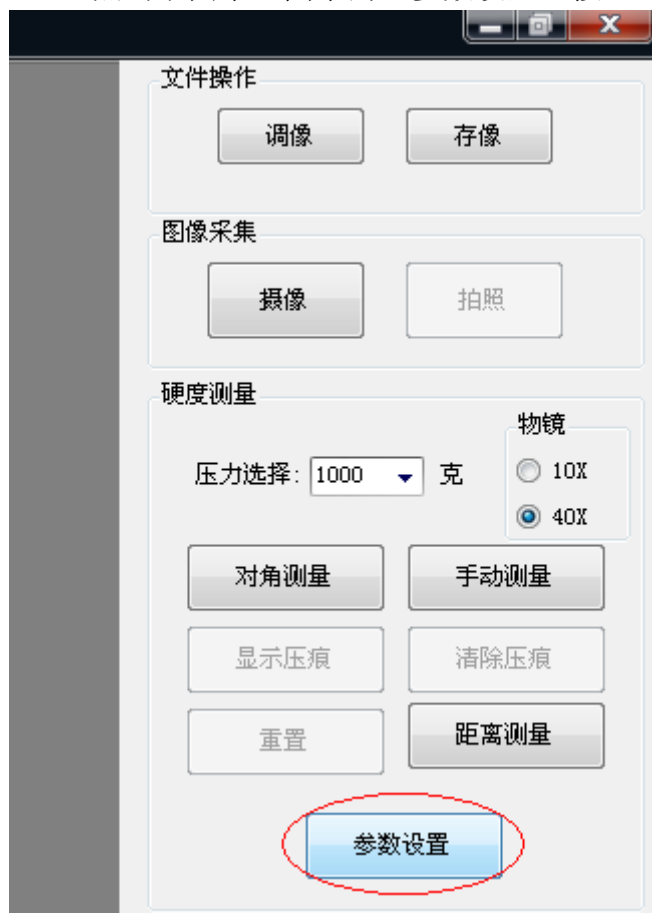 文件操作
调像 存像
图像采集
摄像 拍照
硬度测量
物镜
压力选择: 1000 克
10X
40X
对角测量 手动测量
显示压痕 清除压痕
重置 距离测量
参数设置